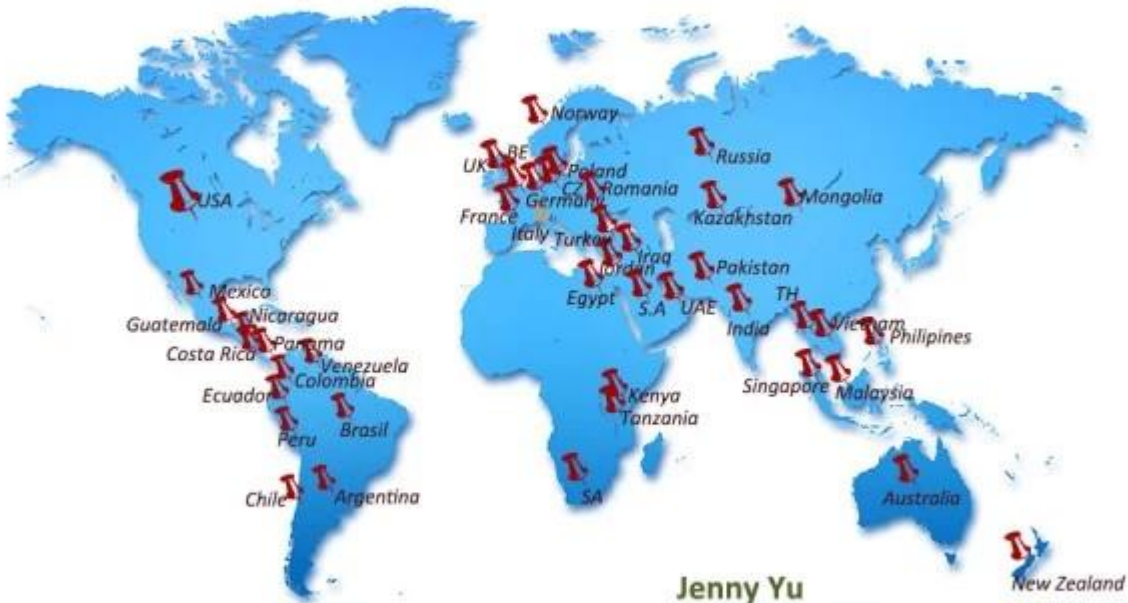 Norway
UK
BE
Poland
Russia
USA
CZ
Romania
Germany
Kazakhstan
Mongolia
France
Italy
Turkey
Iraq
Jordan
Pakistan
Egypt
S.A
UAE
TH
India
Mexico
Guatemala
Nicaragua
Vietnam
Philipines
Costa Rica
Panama
Venezuela
Colombia
Singapore
Malaysia
Ecuador
Kenya
Tanzania
Peru
Brasil
Chile
Argentina
SA
Australia
New Zealand
Jenny Yu